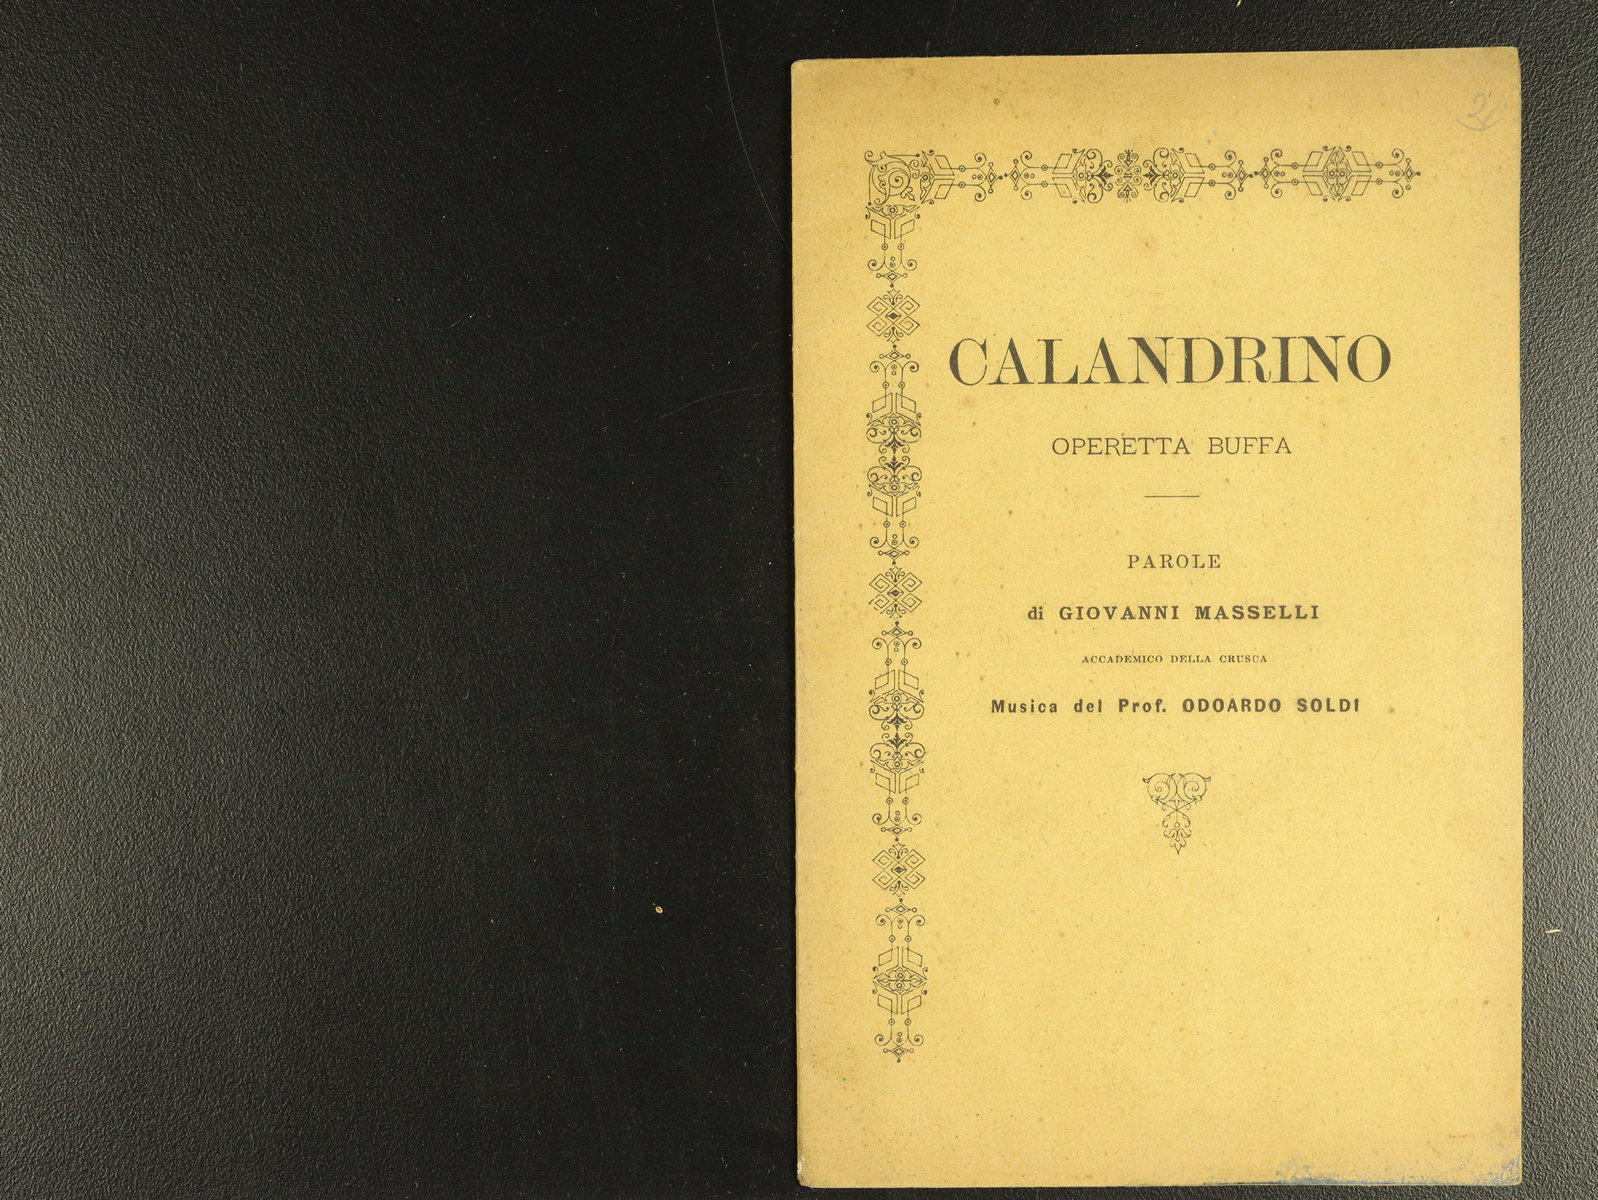 CALANDRINO
OPERETTA BUFFA
PAROLE
di GIOVANNI MASSELLI
ACCADEMICO DELLA CRUSCA
Musica del Prof. ODOARDO SOLDI